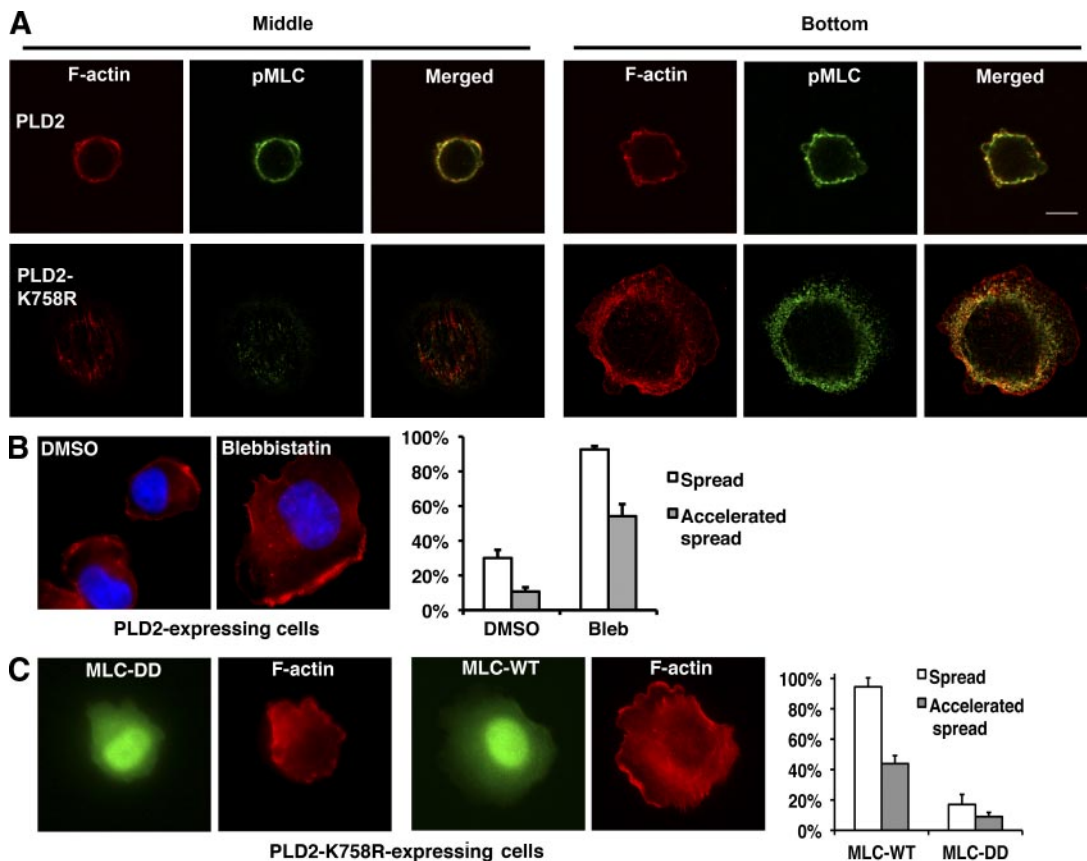 A
Middle
Bottom
F-actin pMLC Merged F-actin pMLC Merged
PLD2
PLD2-
K758R
B
DMSO Blebbistatin
PLD2-expressing cells
100%
80%
60%
40%
20%
0%
DMSO Bleb
Spread
Accelerated
spread
C
MLC-DD F-actin MLC-WT F-actin
PLD2-K758R-expressing cells
100%
80%
60%
40%
20%
0%
MLC-WT MLC-DD
Spread
Accelerated
spread